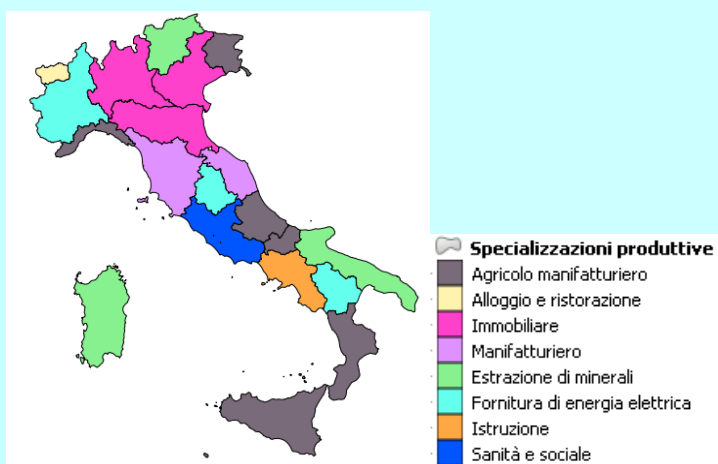 Specializzazioni produttive
Agricolo manifatturiero
Alloggio e ristorazione
Immobiliare
Manifatturiero
Estrazione di minerali
Fornitura di energia elettrica
Istruzione
Sanità e sociale